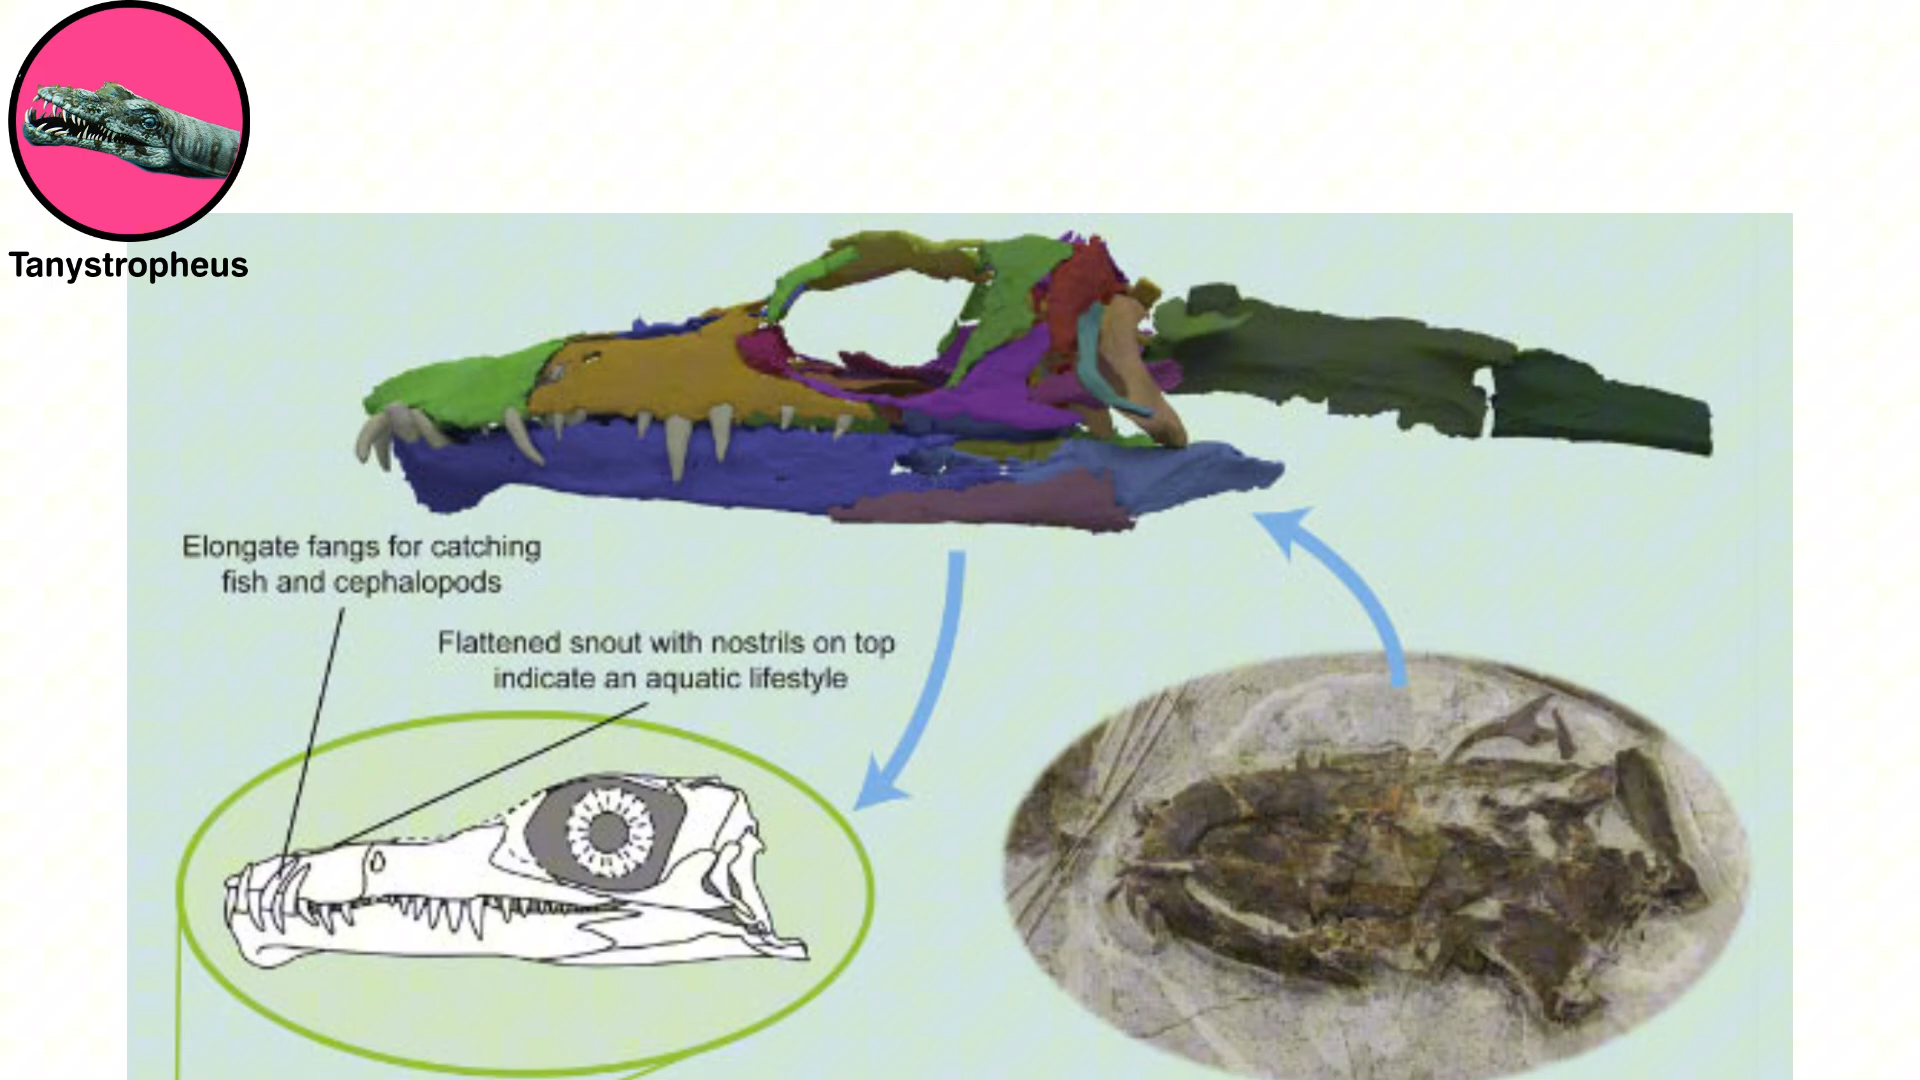 Tanystropheus
Elongate fangs for catching
fish and cephalopods
Flattened snout with nostrils on top
indicate an aquatic lifestyle